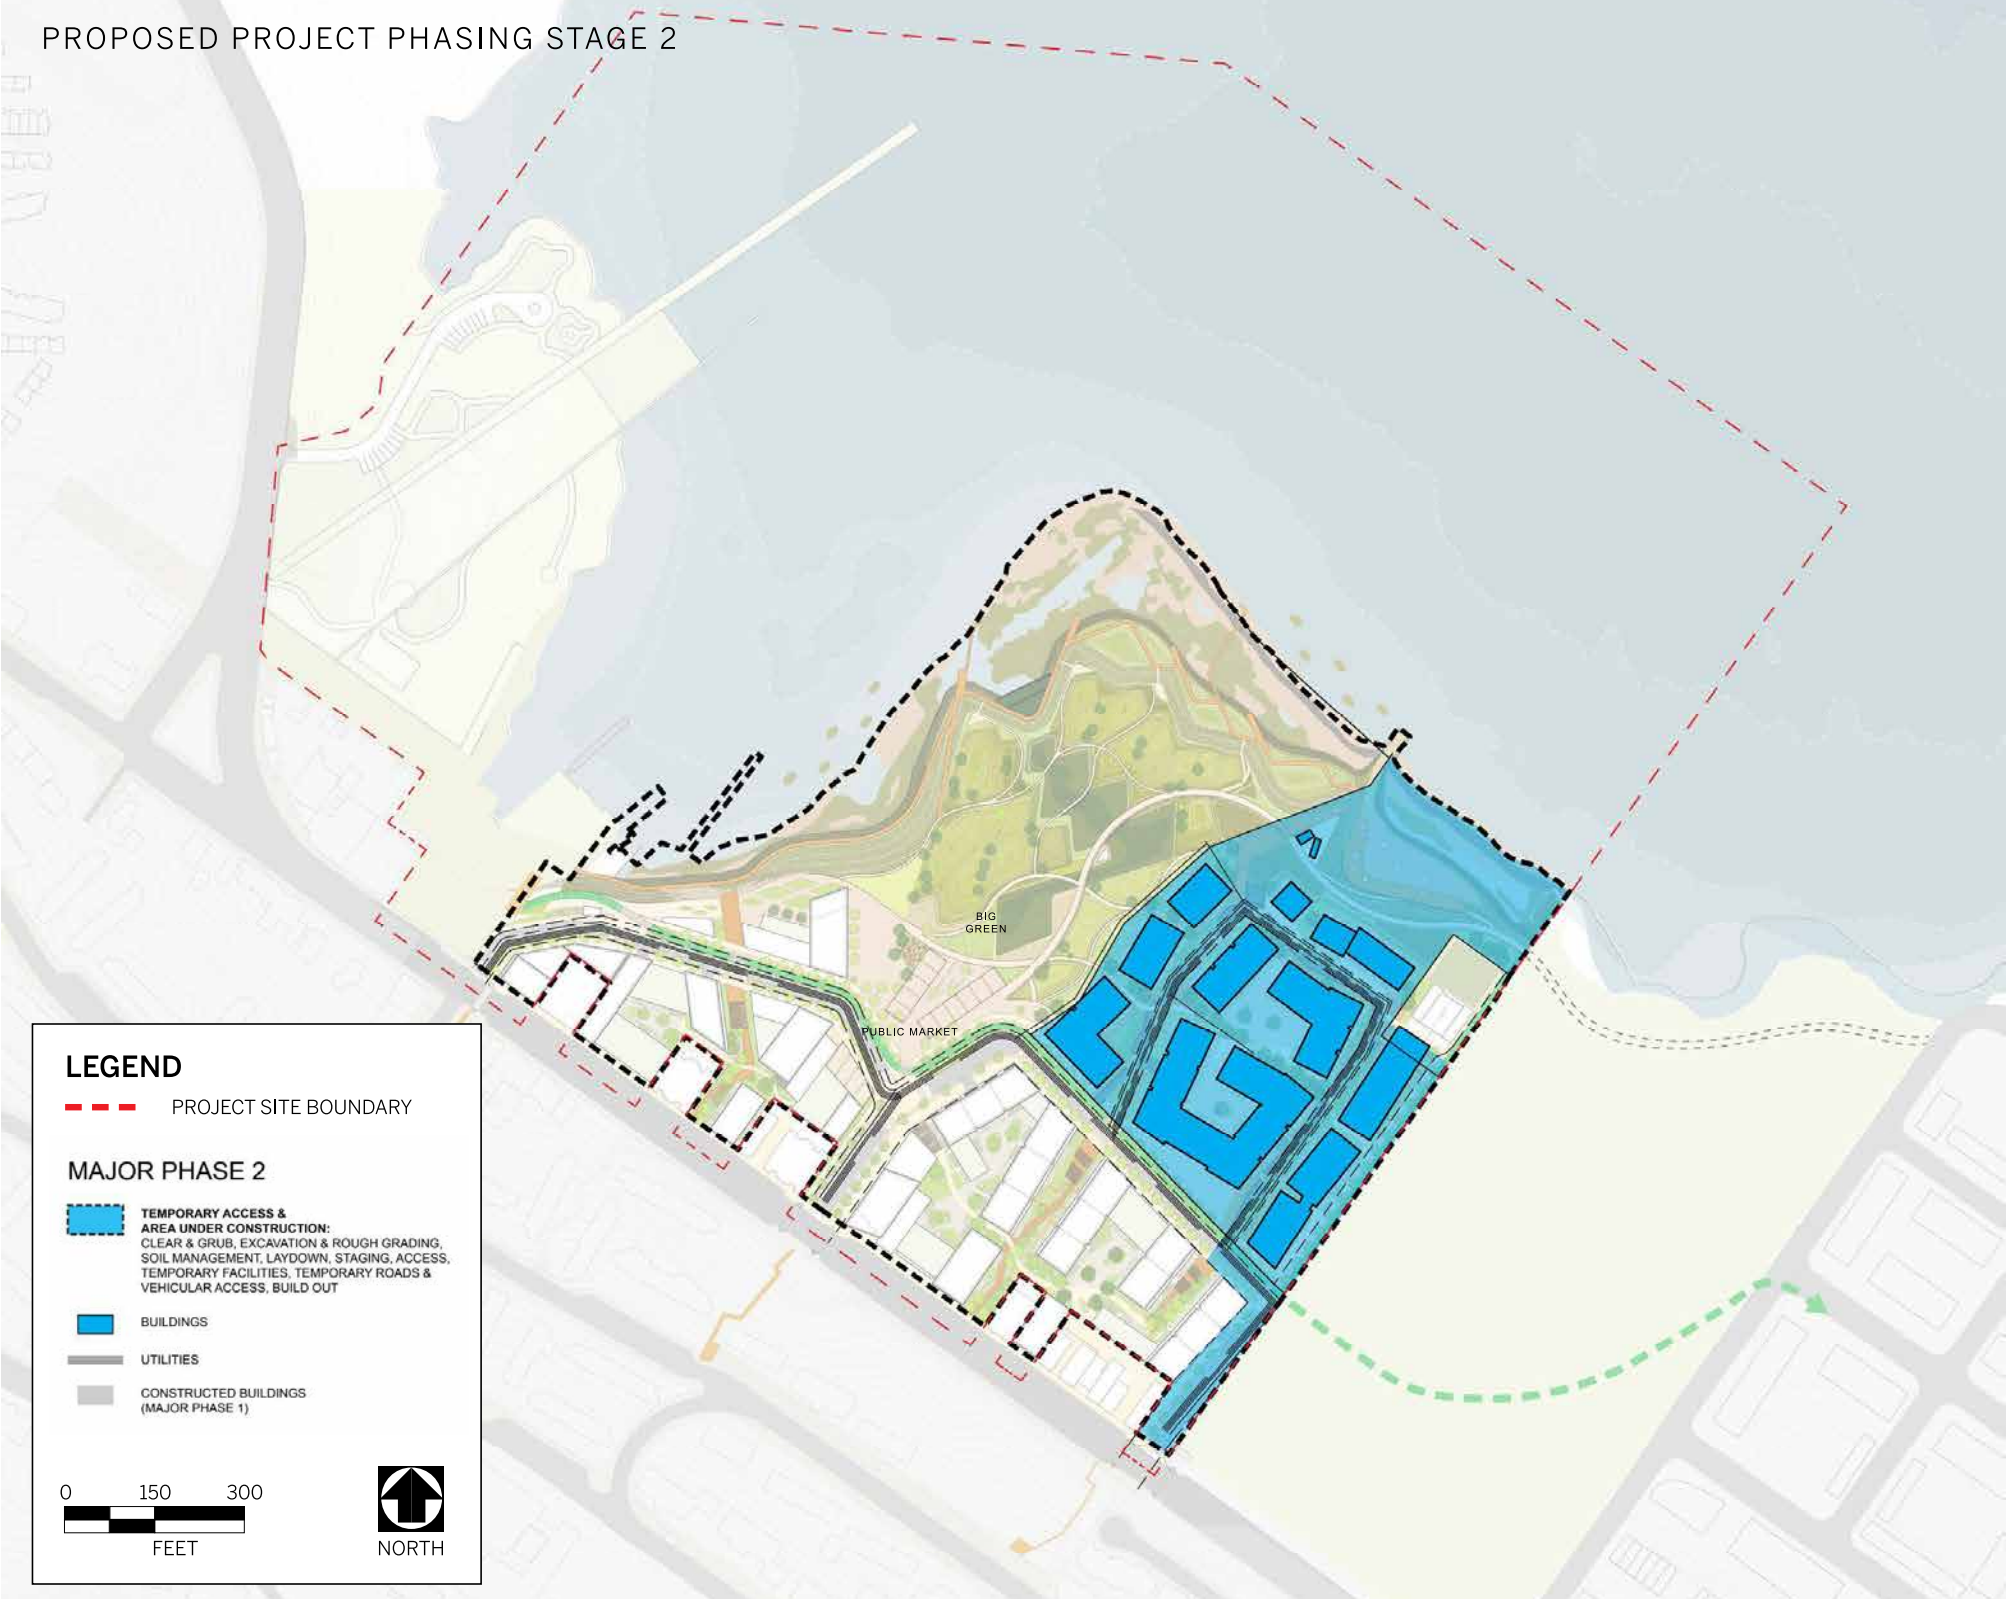 PROPOSED PROJECT PHASING STAGE 2
BIG
GREEN
PUBLIC MARKET
LEGEND
PROJECT SITE BOUNDARY
MAJOR PHASE 2
TEMPORARY ACCESS &
AREA UNDER CONSTRUCTION:
CLEAR & GRUB, EXCAVATION & ROUGH GRADING,
SOIL MANAGEMENT, LAYDOWN, STAGING, ACCESS,
TEMPORARY FACILITIES, TEMPORARY ROADS &
VEHICULAR ACCESS, BUILD OUT
BUILDINGS
UTILITIES
CONSTRUCTED BUILDINGS
(MAJOR PHASE 1)
0 150 300
FEET
NORTH